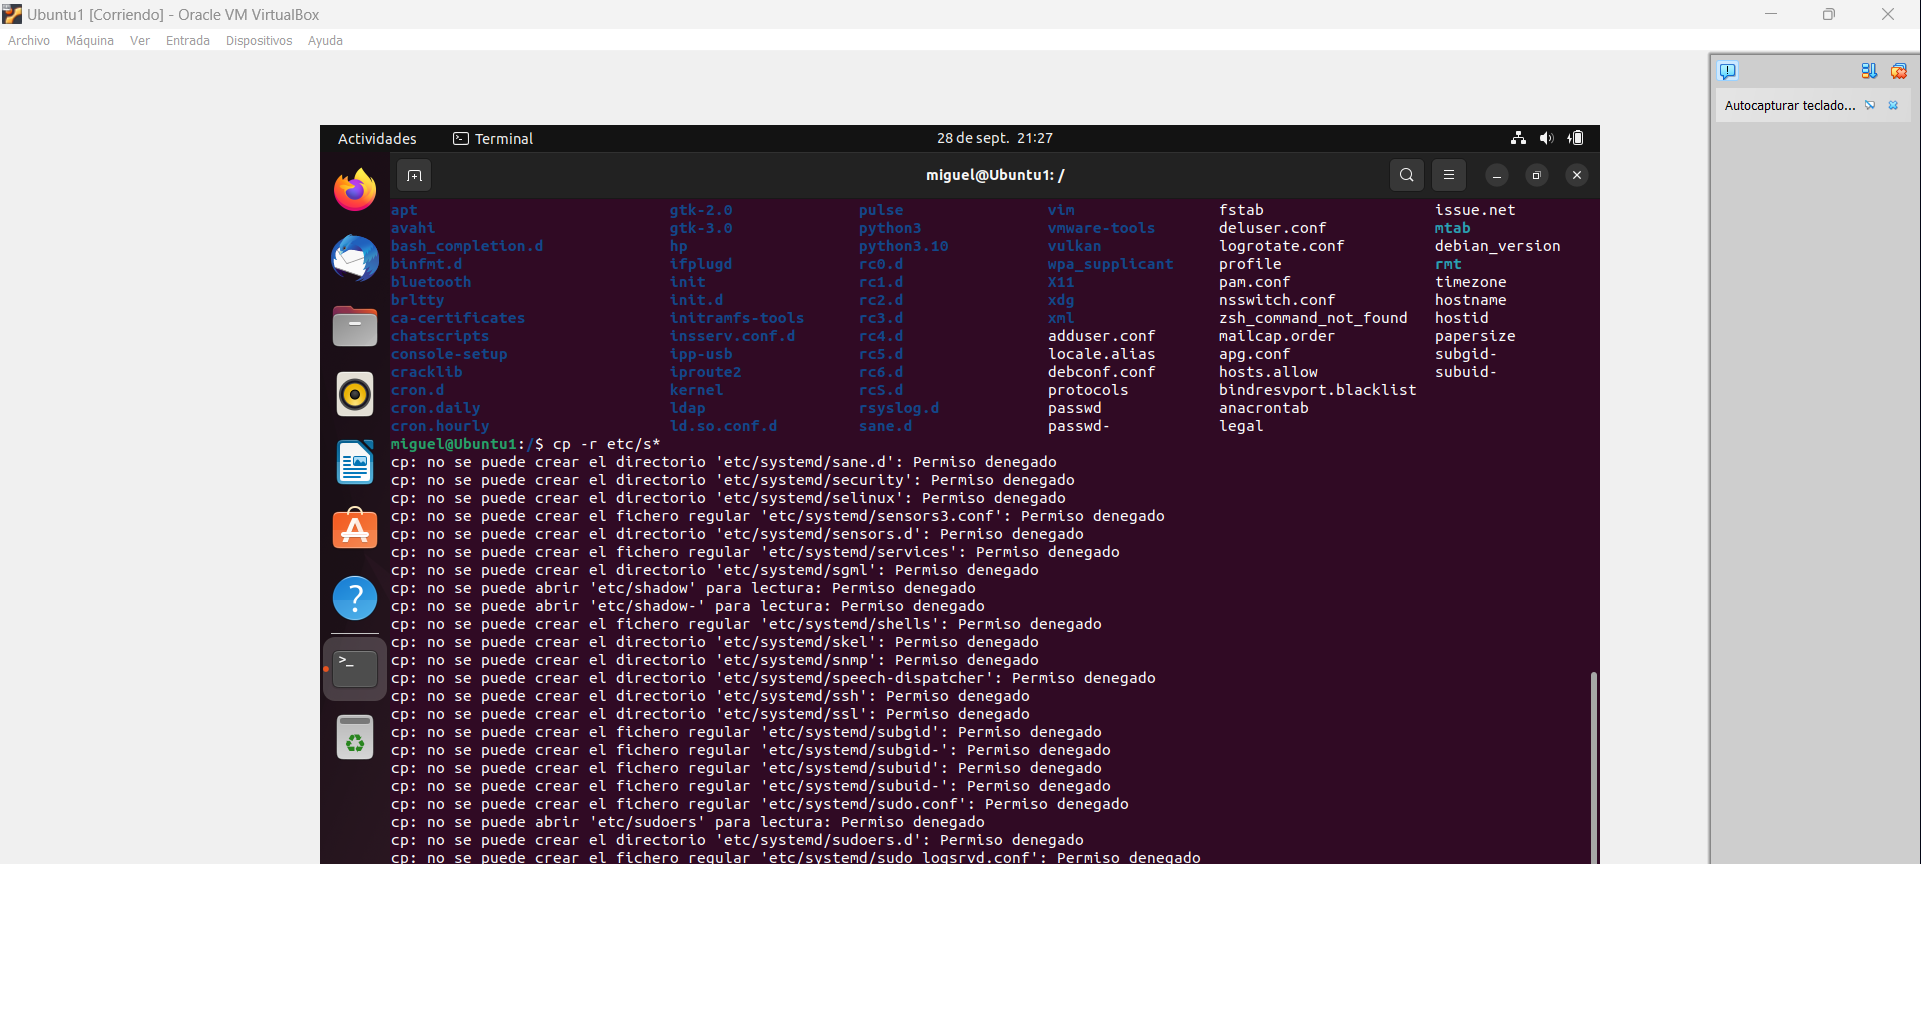 Ubuntu1 [Corriendo] - Oracle VM VirtualBox
Archivo Máquina Ver Entrada Dispositivos Ayuda
Autocapturar teclado...
Actividades Terminal 28 de sept. 21:27
miguel@Ubuntu1: /
apt gtk-2.0 pulse vim fstab issue.net
avahi gtk-3.0 python3 vmware-tools deluser.conf mtab
bash_completion.d hp python3.10 vulkan logrotate.conf debian_version
binfmt.d ifplugd rc0.d wpa_supplicant profile rmt
bluetooth init rc1.d X11 pam.conf timezone
brltty init.d rc2.d xdg nsswitch.conf hostname
ca-certificates initramfs-tools rc3.d xml zsh_command_not_found hostid
chatscripts insserv.conf.d rc4.d adduser.conf mailcap.order papersize
console-setup ipp-usb rc5.d locale.alias apg.conf subgid-
cracklib iproute2 rc6.d debconf.conf hosts.allow subuid-
cron.d kernel rcS.d protocols bindresvport.blacklist
cron.daily ldap rsyslog.d passwd anacrontab
cron.hourly ld.so.conf.d sane.d passwd- legal
miguel@Ubuntu1:/$ cp -r etc/s*
cp: no se puede crear el directorio 'etc/systemd/sane.d': Permiso denegado
cp: no se puede crear el directorio 'etc/systemd/security': Permiso denegado
cp: no se puede crear el directorio 'etc/systemd/selinux': Permiso denegado
cp: no se puede crear el fichero regular 'etc/systemd/sensors3.conf': Permiso denegado
cp: no se puede crear el directorio 'etc/systemd/sensors.d': Permiso denegado
cp: no se puede crear el fichero regular 'etc/systemd/services': Permiso denegado
cp: no se puede crear el directorio 'etc/systemd/sgml': Permiso denegado
cp: no se puede abrir 'etc/shadow' para lectura: Permiso denegado
cp: no se puede abrir 'etc/shadow-' para lectura: Permiso denegado
cp: no se puede crear el fichero regular 'etc/systemd/shells': Permiso denegado
cp: no se puede crear el directorio 'etc/systemd/skel': Permiso denegado
cp: no se puede crear el directorio 'etc/systemd/snmp': Permiso denegado
cp: no se puede crear el directorio 'etc/systemd/speech-dispatcher': Permiso denegado
cp: no se puede crear el directorio 'etc/systemd/ssh': Permiso denegado
cp: no se puede crear el directorio 'etc/systemd/ssl': Permiso denegado
cp: no se puede crear el fichero regular 'etc/systemd/subgid': Permiso denegado
cp: no se puede crear el fichero regular 'etc/systemd/subgid-': Permiso denegado
cp: no se puede crear el fichero regular 'etc/systemd/subuid': Permiso denegado
cp: no se puede crear el fichero regular 'etc/systemd/subuid-': Permiso denegado
cp: no se puede crear el fichero regular 'etc/systemd/sudo.conf': Permiso denegado
cp: no se puede abrir 'etc/sudoers' para lectura: Permiso denegado
cp: no se puede crear el directorio 'etc/systemd/sudoers.d': Permiso denegado
cp: no se puede crear el fichero regular 'etc/systemd/sudo_logsrvd.conf': Permiso denegado